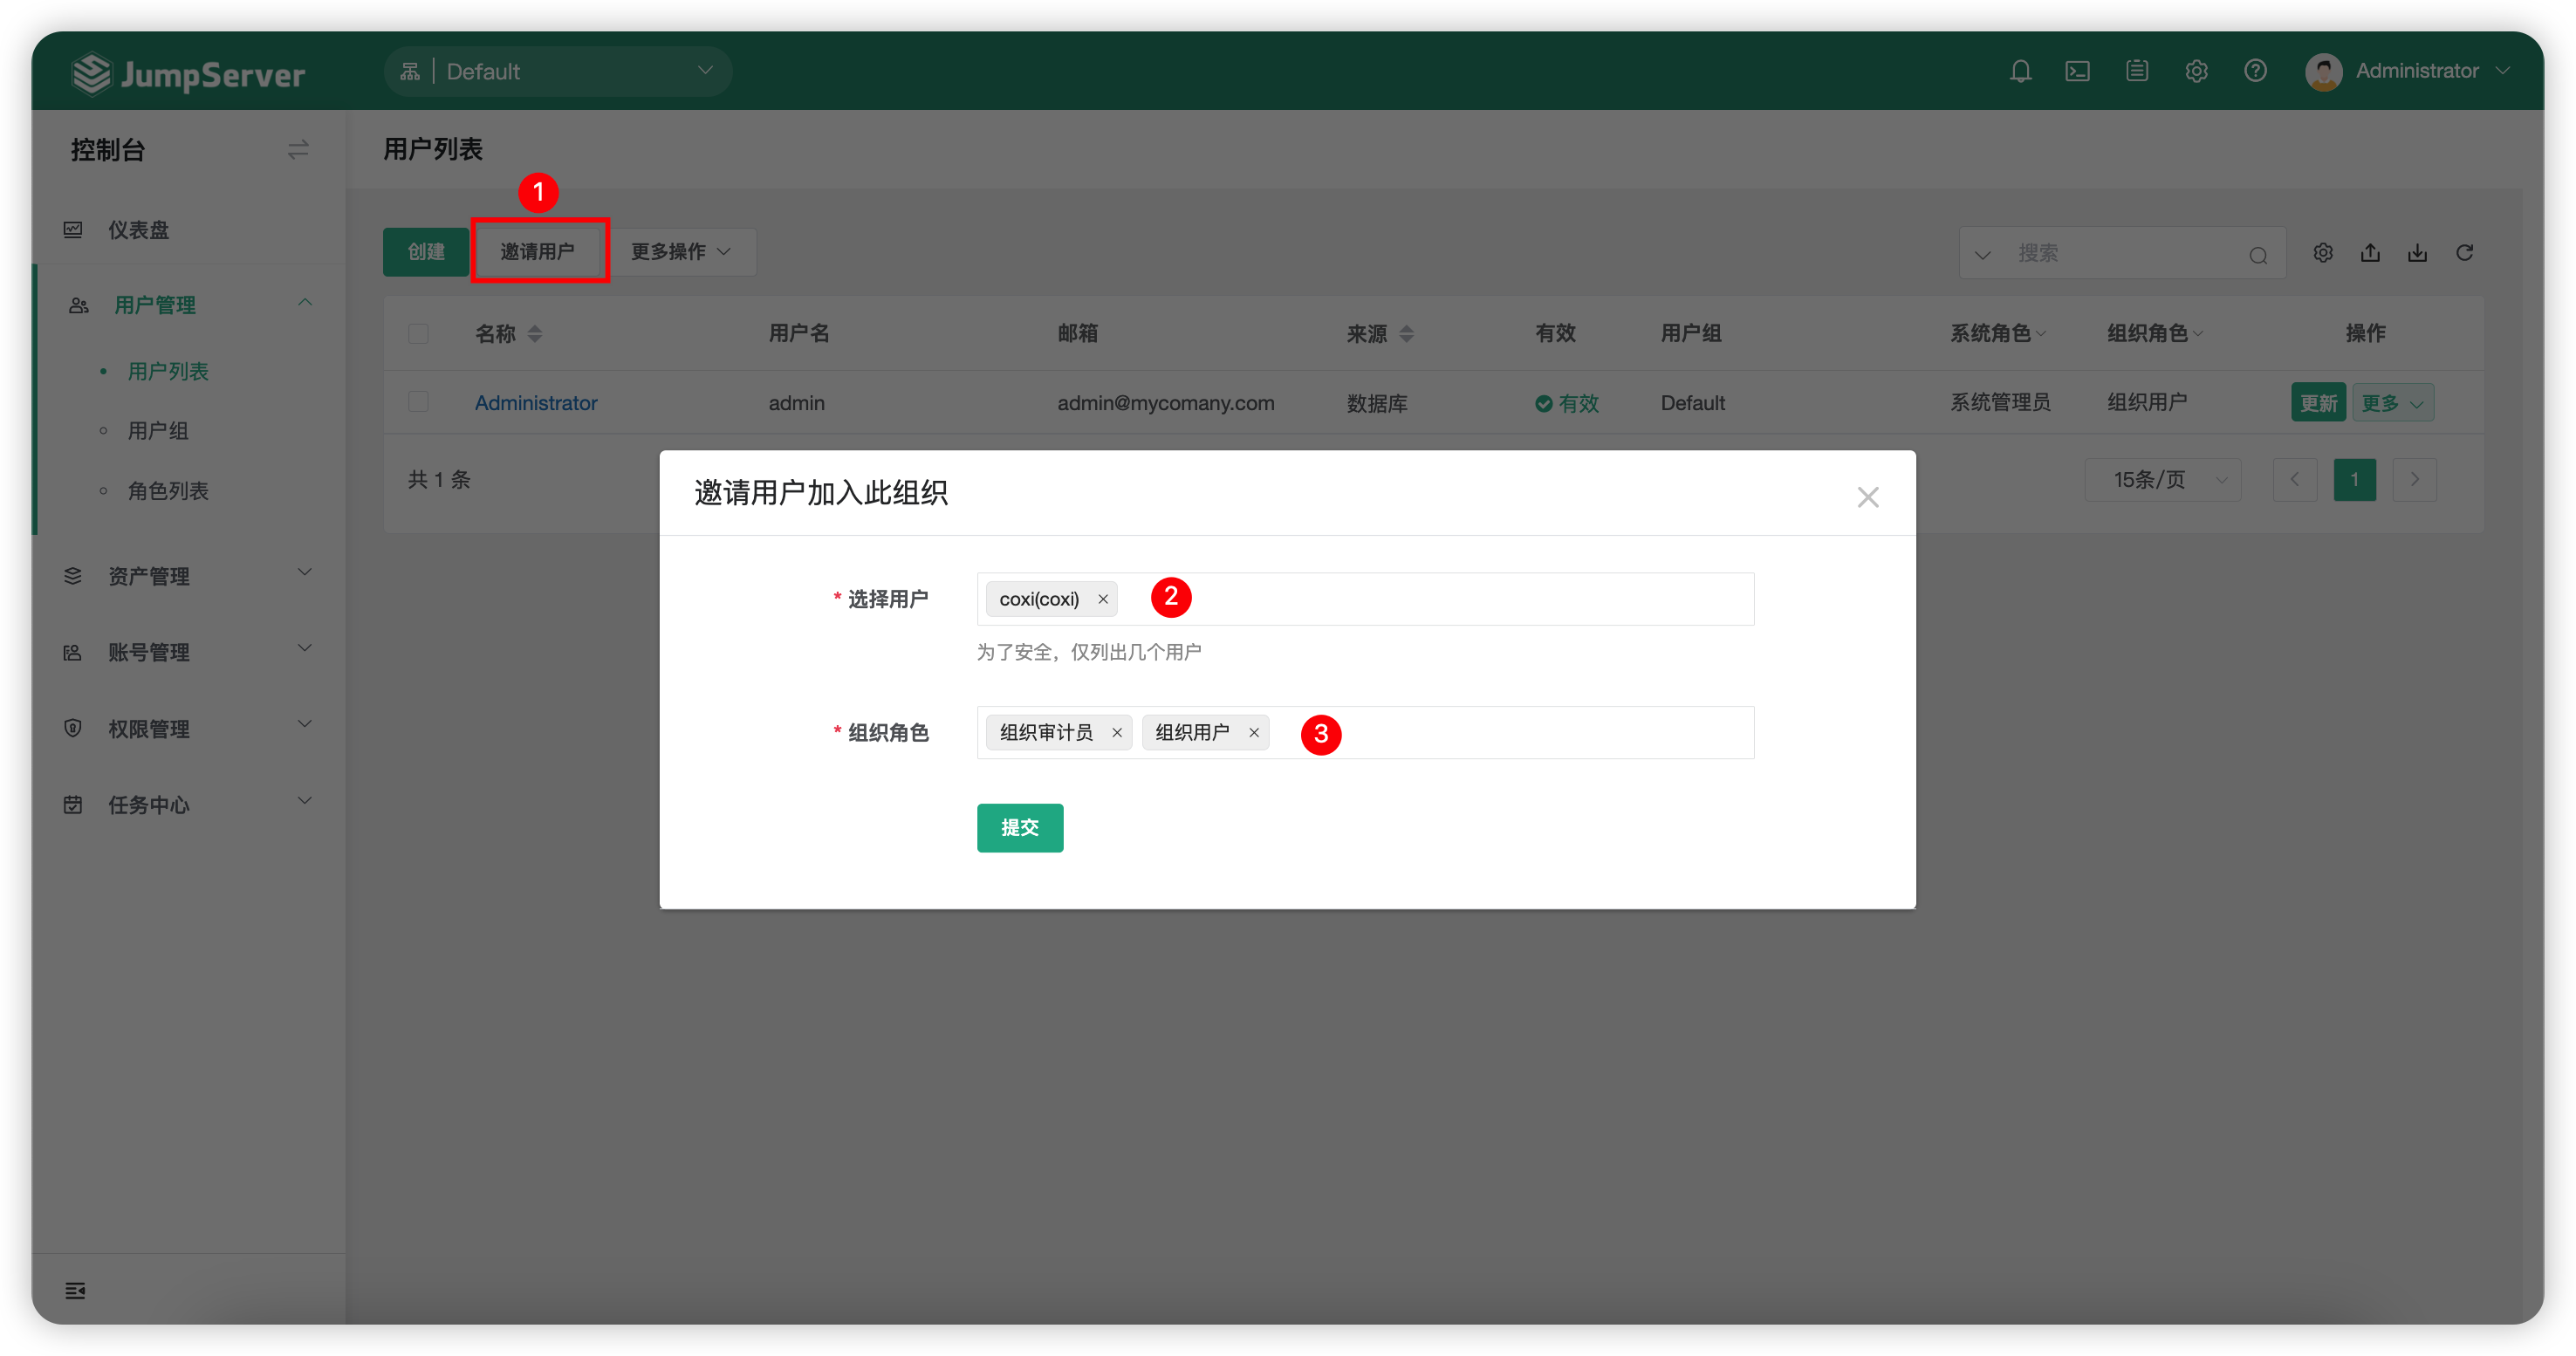 JumpServer
Default
Administrator
控制台
用户列表
1
仪表盘
创建
邀请用户
更多操作
搜索
用户管理
名称 用户名 邮箱 来源 有效 用户组 系统角色 组织角色 操作
用户列表
Administrator admin admin@mycomany.com 数据库 有效 Default 系统管理员 组织用户 更新 更多
用户组
共 1 条
15条/页
1
角色列表
邀请用户加入此组织
资产管理
* 选择用户
coxi(coxi)
2
为了安全，仅列出几个用户
账号管理
* 组织角色
组织审计员
组织用户
3
权限管理
任务中心
提交